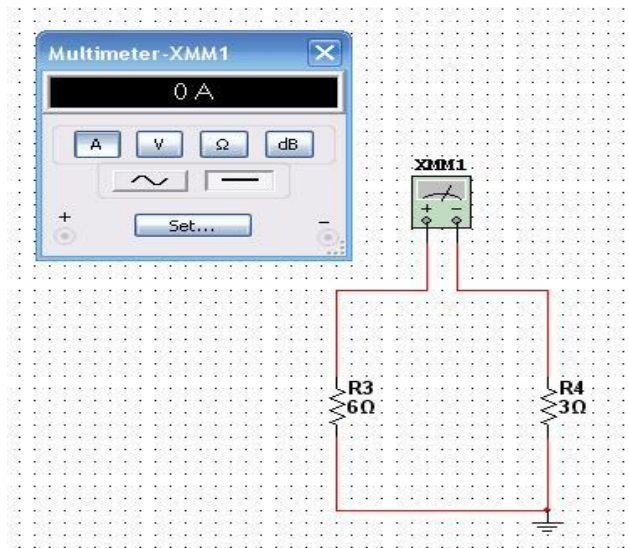 Multimeter-XMM1
0 A
A V Ω dB
+ Set... −
XMM1
+ −
R3
6Ω
R4
3Ω